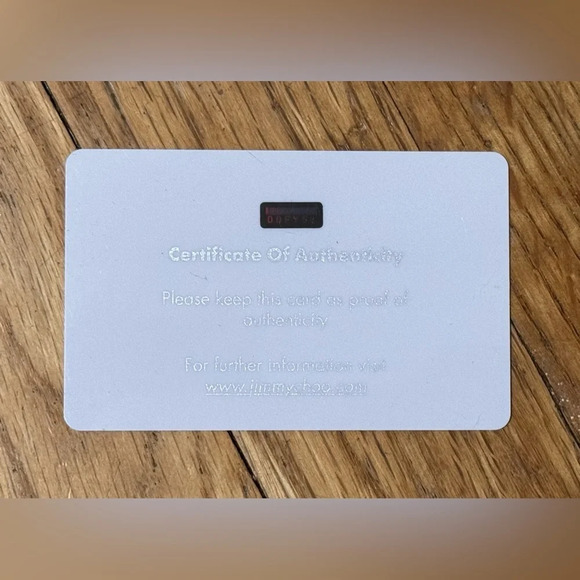 Certificate Of Authenticity
Please keep this card as proof of
authenticity
For further information visit
www.jimmychoo.com